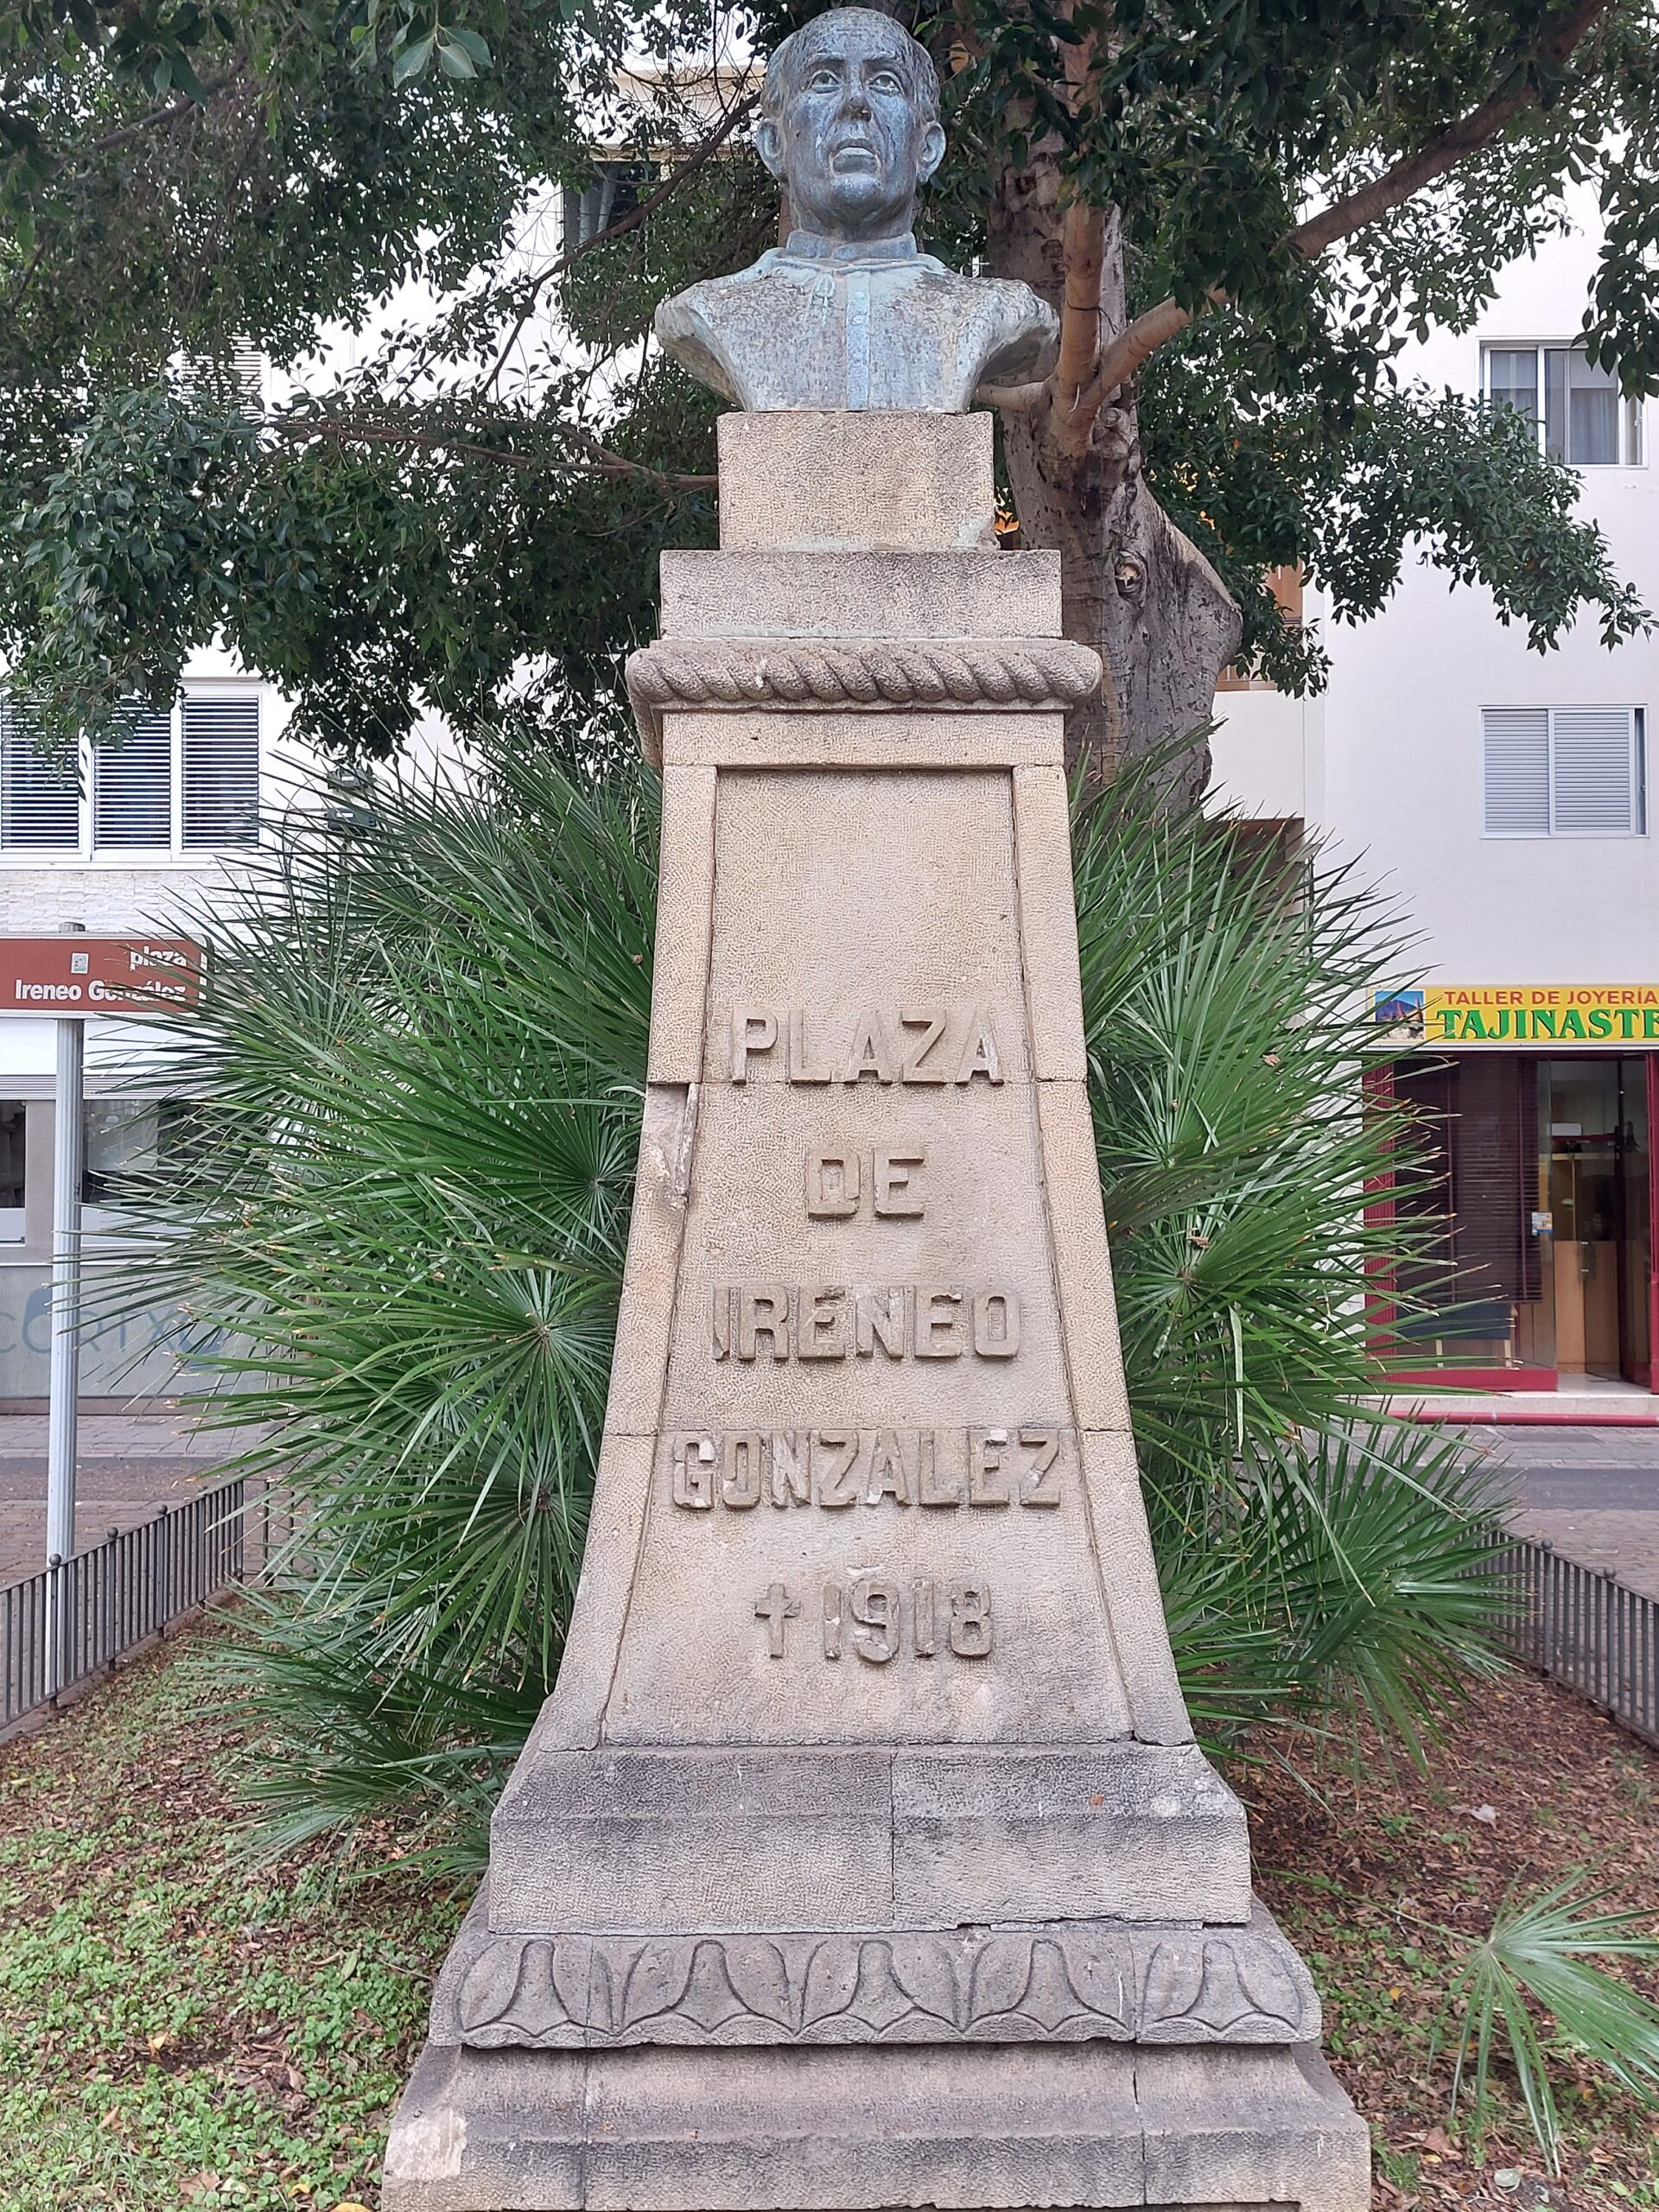 PLAZA
DE
IRENEO
GONZALEZ
†1918
plaza
Ireneo González
TALLER DE JOYERÍA
TAJINASTE